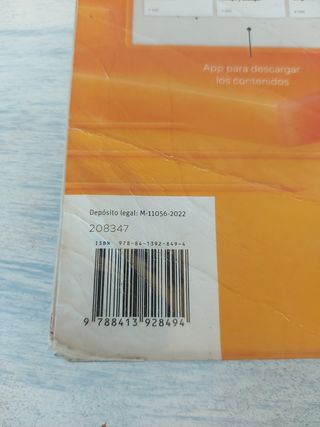 App para descargar
los contenidos
Depósito legal: M-11056-2022
208347
ISBN 978-84-1392-849-4
9 788413 928494